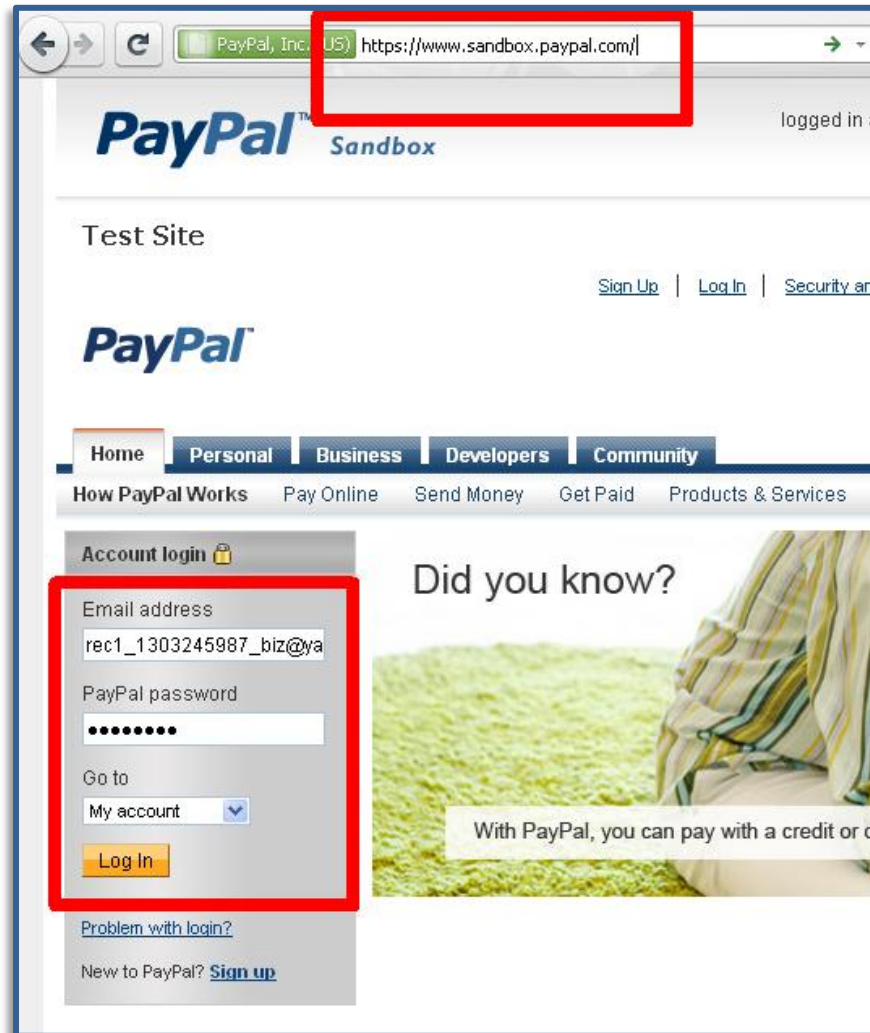 PayPal, Inc. (US) https://www.sandbox.paypal.com/
PayPal™ Sandbox
logged in
Test Site
Sign Up | Log In | Security
PayPal™
Home Personal Business Developers Community
How PayPal Works Pay Online Send Money Get Paid Products & Services
Account login
Did you know?
Email address
rec1_1303245987_biz@ya
PayPal password
••••••••
Go to
My account
With PayPal, you can pay with a credit or
Log In
Problem with login?
New to PayPal? Sign up